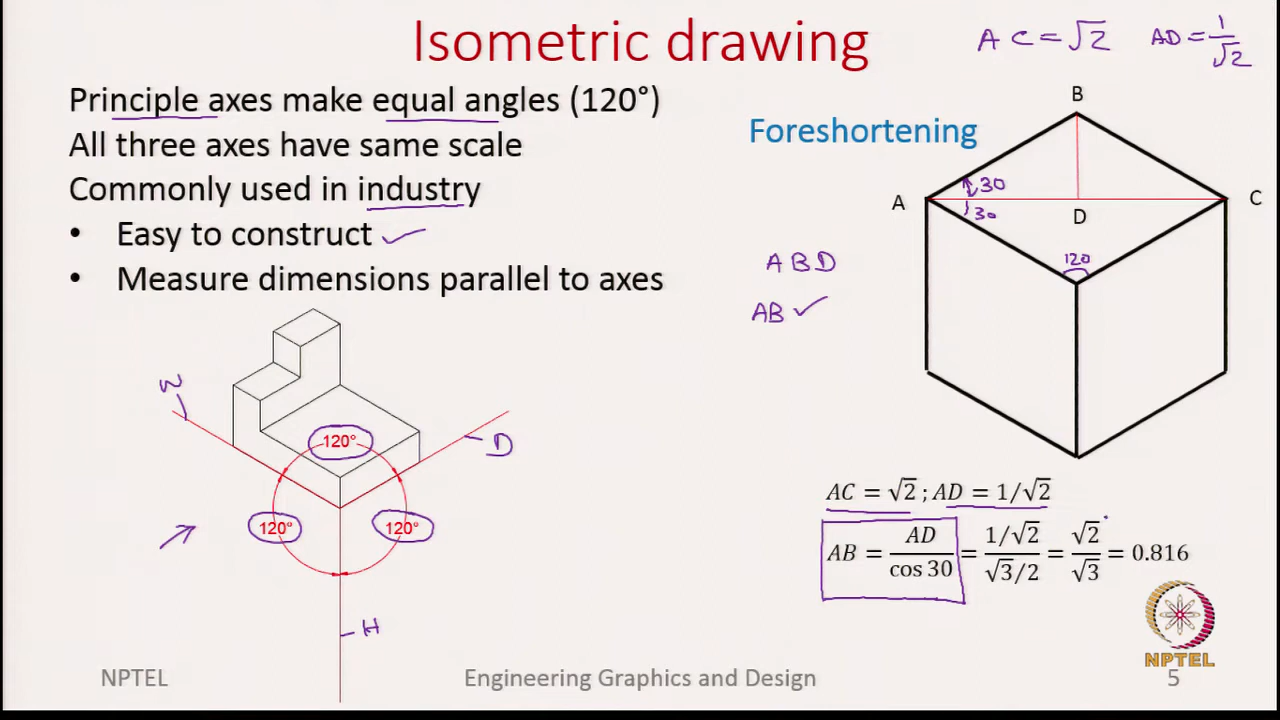 Isometric drawing
AC = √2 AD = 1/√2
Principle axes make equal angles (120°)
All three axes have same scale
Commonly used in industry
• Easy to construct ✓
• Measure dimensions parallel to axes
Foreshortening
B
A
C
D
30
30
120
ABD
AB ✓
W
D
H
120°
120°
120°
AC = √2 ; AD = 1/√2
AB = AD/cos 30 = (1/√2)/(√3/2) = √2/√3 = 0.816
NPTEL
NPTEL
Engineering Graphics and Design
5